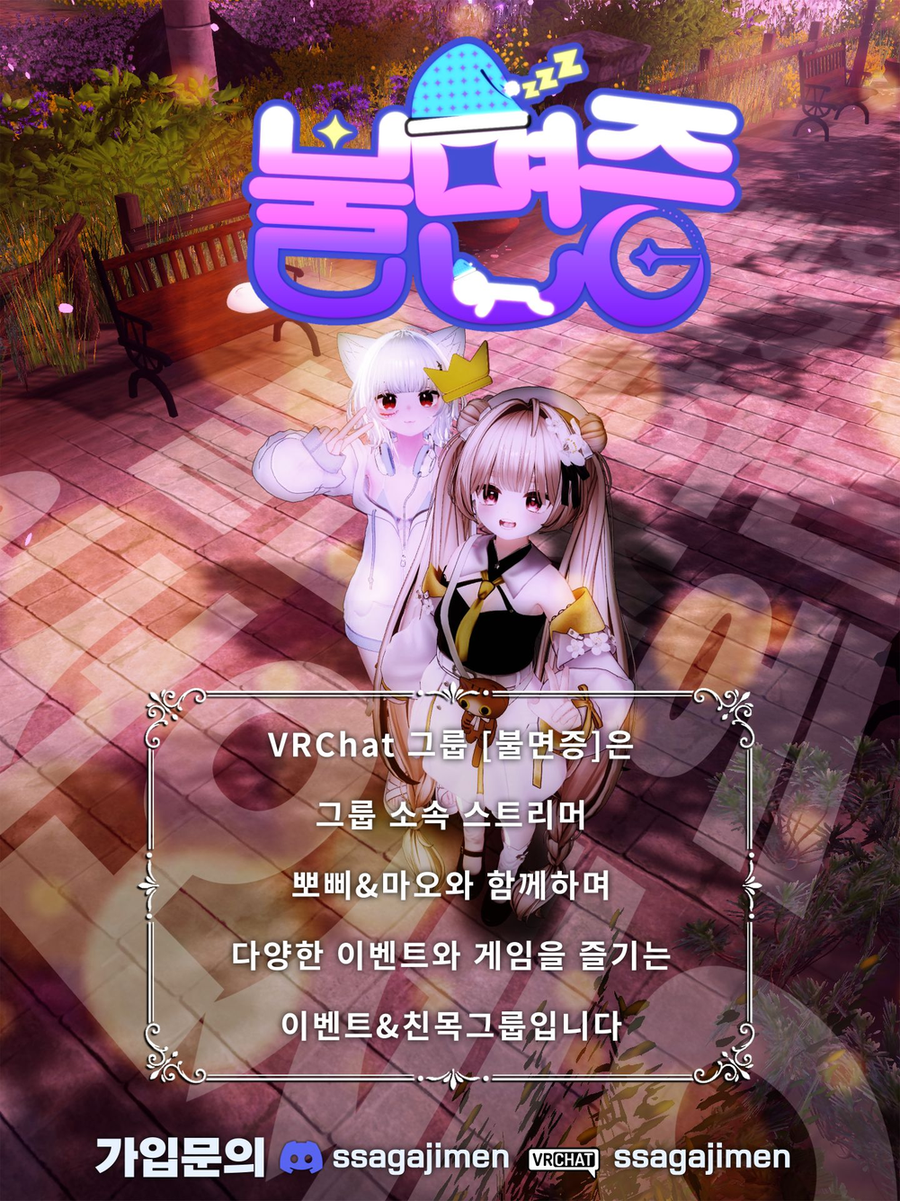 zzZ
불면증
VRChat 그룹 [불면증]은
그룹 소속 스트리머
뽀삐&마오와 함께하며
다양한 이벤트와 게임을 즐기는
이벤트&친목그룹입니다
가입문의 ssagajimen VRCHAT ssagajimen